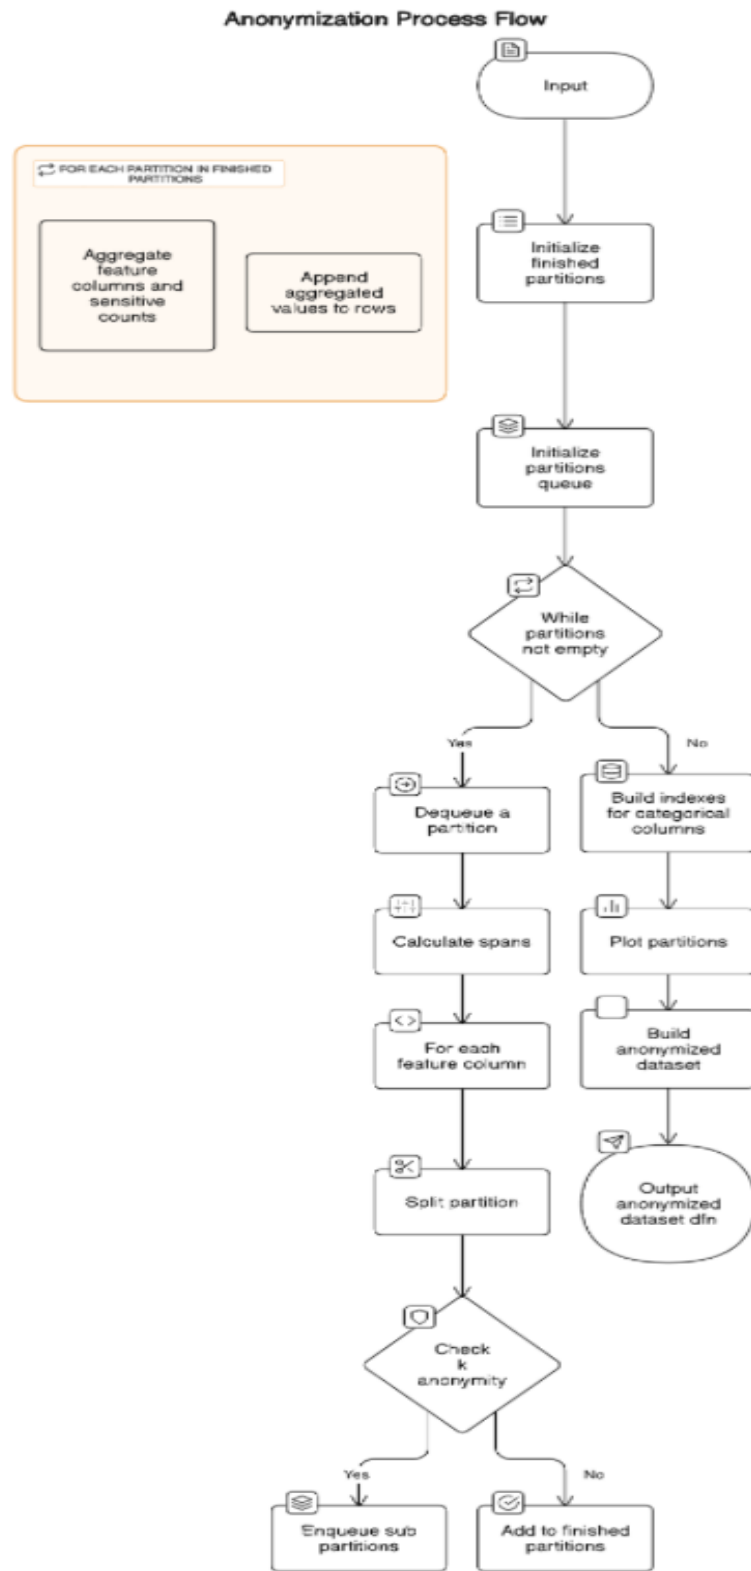 Anonymization Process Flow
Input
FOR EACH PARTITION IN FINISHED
PARTITIONS
Aggregate
feature
columns and
sensitive
counts
Append
aggregated
values to rows
Initialize
finished
partitions
Initialize
partitions
queue
While
partitions
not empty
Yes
No
Dequeue a
partition
Build indexes
for categorical
columns
Calculate spans
Plot partitions
For each
feature column
Build
anonymized
dataset
Split partition
Output
anonymized
dataset dfn
Check
k
anonymity
Yes
No
Enqueue sub
partitions
Add to finished
partitions